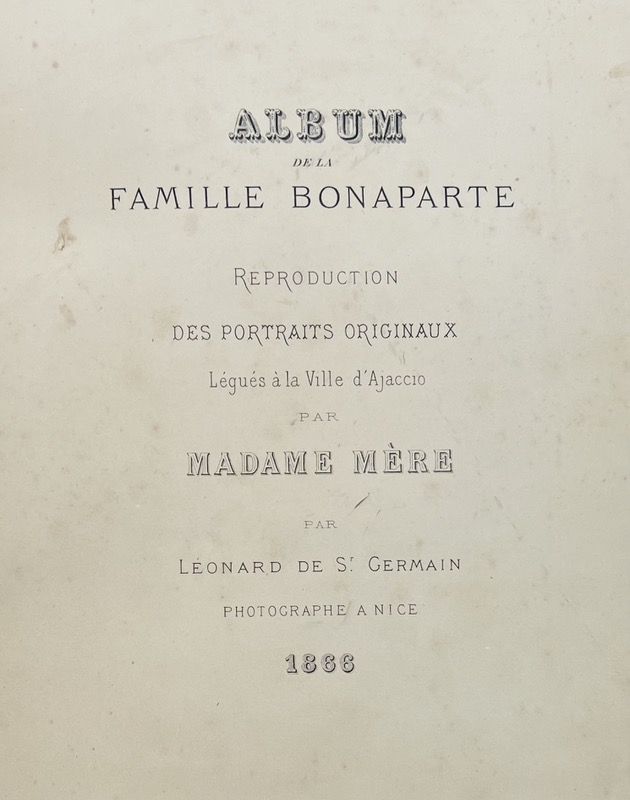 ALBUM
DE LA
FAMILLE BONAPARTE
REPRODUCTION
DES PORTRAITS ORIGINAUX
Légués à la Ville d'Ajaccio
PAR
MADAME MÈRE
PAR
LÉONARD DE Sr GERMAIN
PHOTOGRAPHE A NICE
1866